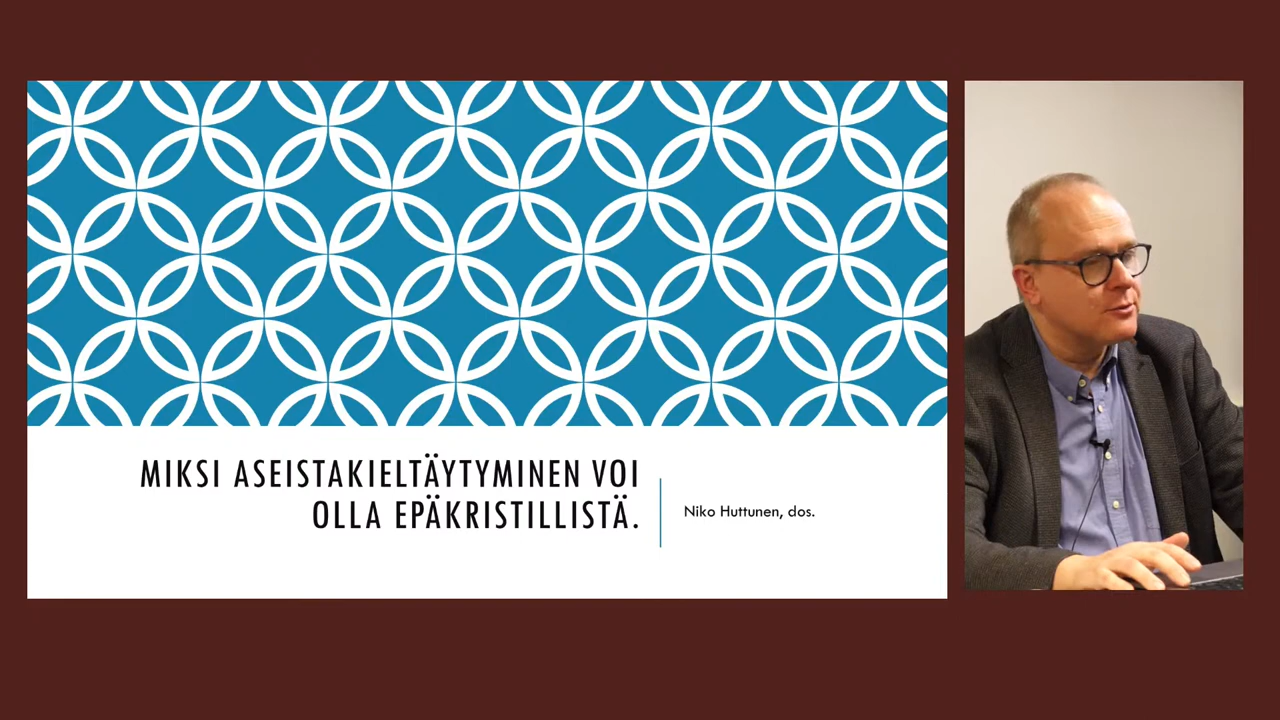 MIKSI ASEISTAKIELTÄYTYMINEN VOI
OLLA EPÄKRISTILLISTÄ.
Niko Huttunen, dos.